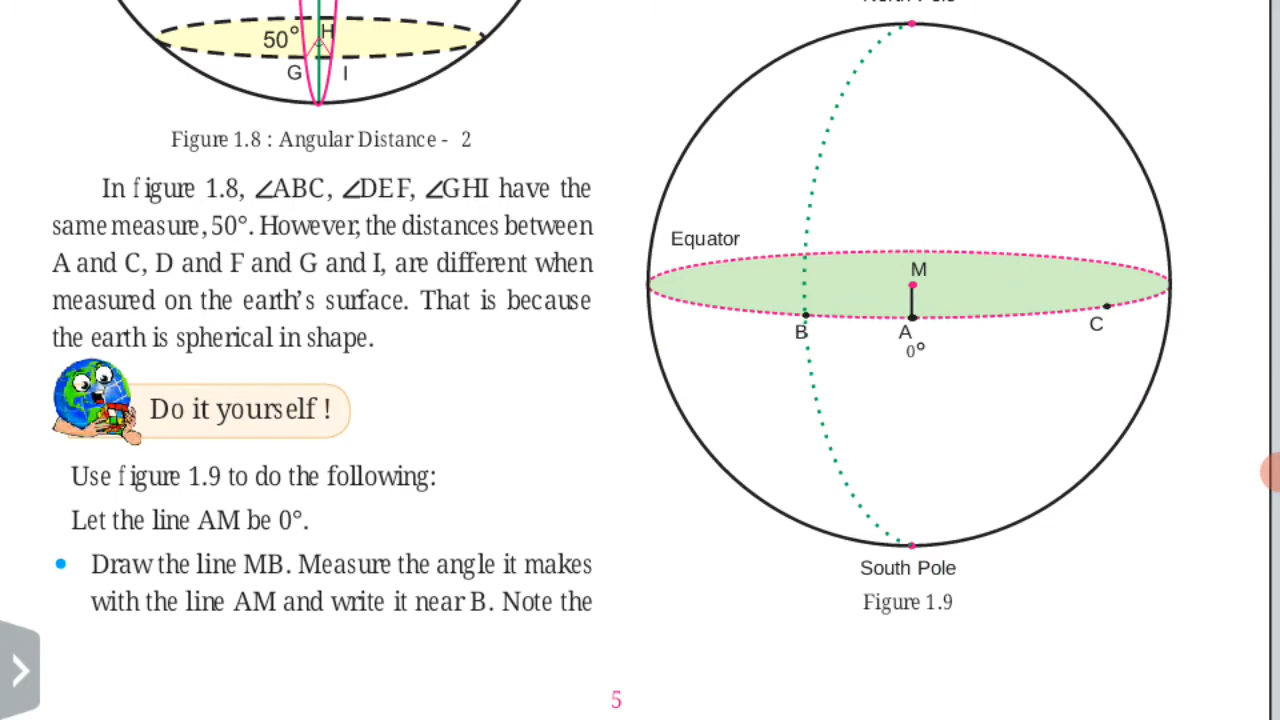 50°
H
G
I
Figure 1.8 : Angular Distance - 2
In figure 1.8, ∠ABC, ∠DEF, ∠GHI have the
same measure, 50°. However, the distances between
A and C, D and F and G and I, are different when
measured on the earth's surface. That is because
the earth is spherical in shape.
Do it yourself !
Use figure 1.9 to do the following:
Let the line AM be 0°.
• Draw the line MB. Measure the angle it makes
with the line AM and write it near B. Note the
Equator
M
B
A
C
0°
South Pole
Figure 1.9
5